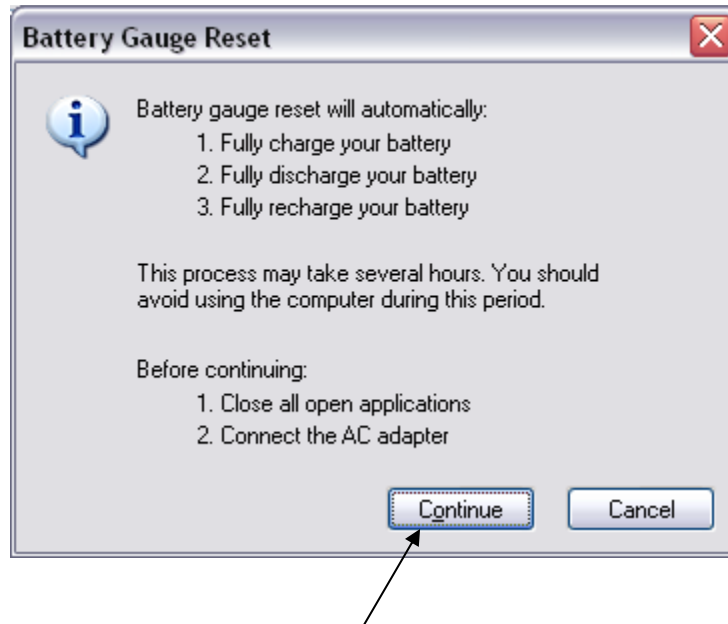 Battery Gauge Reset
Battery gauge reset will automatically:
1. Fully charge your battery
2. Fully discharge your battery
3. Fully recharge your battery
This process may take several hours. You should
avoid using the computer during this period.
Before continuing:
1. Close all open applications
2. Connect the AC adapter
Continue
Cancel